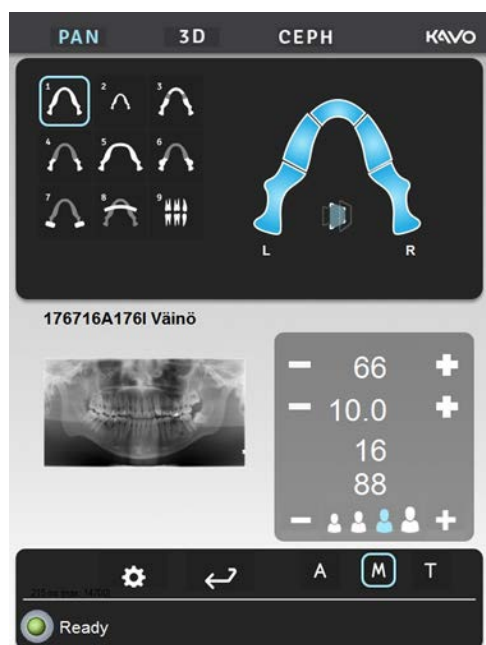 PAN 3D CEPH KAVO
1 2 3
4 5 6
7 8 9
L R
176716A176I Väinö
− 66 +
− 10.0 +
16
88
− +
A M T
Ready